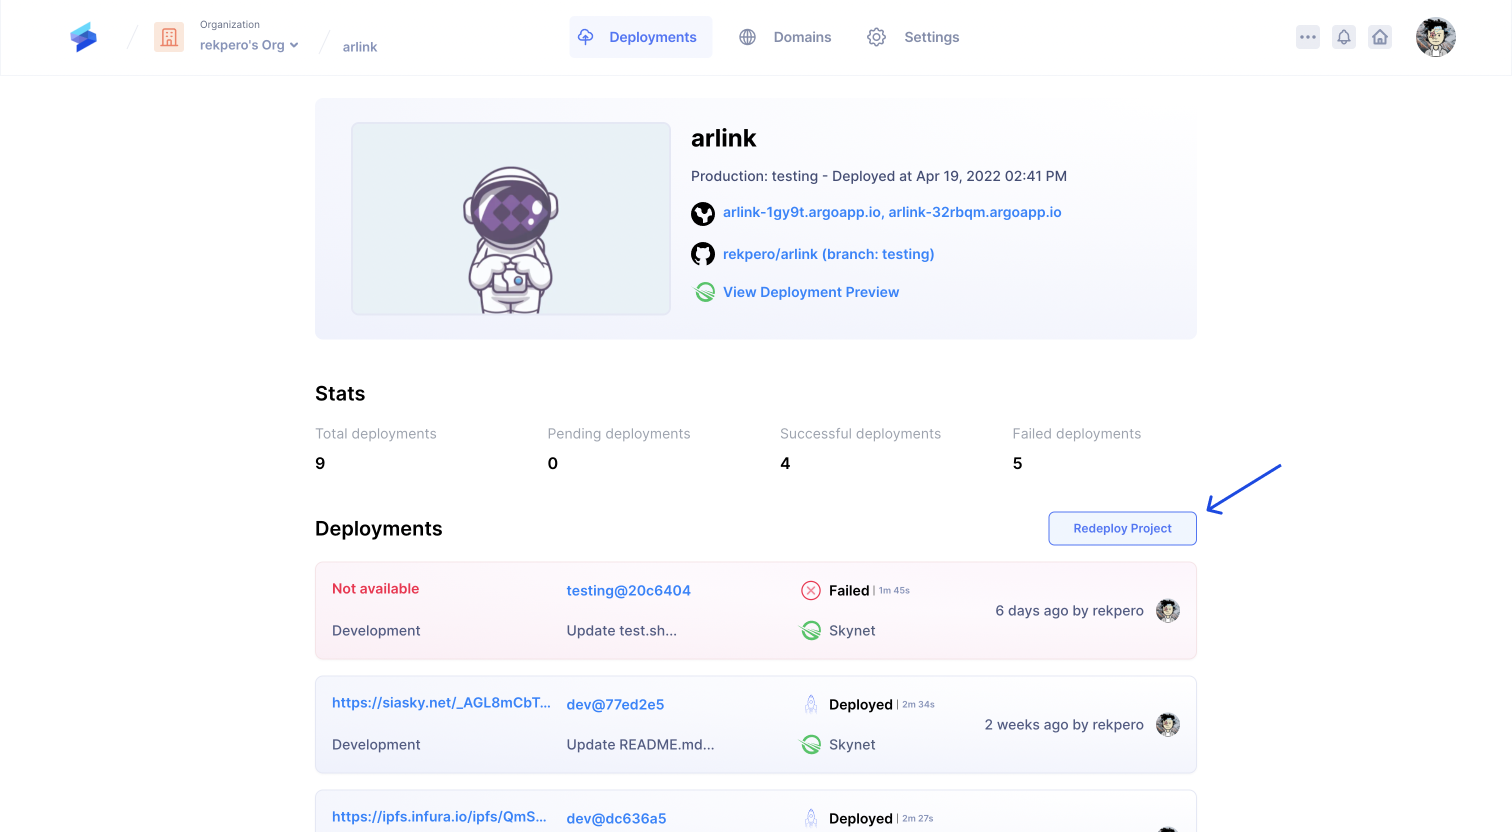 Organization
rekpero's Org
arlink
Deployments
Domains
Settings
arlink
Production: testing - Deployed at Apr 19, 2022 02:41 PM
arlink-1gy9t.argoapp.io, arlink-32rbqm.argoapp.io
rekpero/arlink (branch: testing)
View Deployment Preview
Stats
Total deployments Pending deployments Successful deployments Failed deployments
9 0 4 5
Deployments
Redeploy Project
Not available testing@20c6404 Failed | 1m 45s
6 days ago by rekpero
Development Update test.sh... Skynet
https://siasky.net/_AGL8mCbT... dev@77ed2e5 Deployed | 2m 34s
2 weeks ago by rekpero
Development Update README.md... Skynet
https://ipfs.infura.io/ipfs/QmS... dev@dc636a5 Deployed | 2m 27s